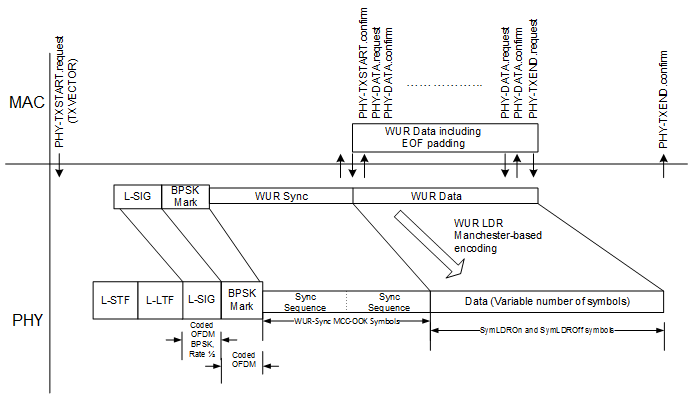 PHY-TXSTART.request
(TXVECTOR)
PHY-TXSTART.confirm
PHY-DATA.request
PHY-DATA.confirm
PHY-DATA.request
PHY-DATA.confirm
PHY-TXEND.request
PHY-TXEND.confirm
MAC
WUR Data including
EOF padding
L-SIG
BPSK
Mark
WUR Sync
WUR Data
WUR LDR
Manchester-based
encoding
PHY
L-STF
L-LTF
L-SIG
BPSK
Mark
Sync
Sequence
Sync
Sequence
Data (Variable number of symbols)
Coded
OFDM
BPSK,
Rate ½
WUR-Sync MCC-OOK Symbols
SymLDROn and SymLDROff symbols
Coded
OFDM